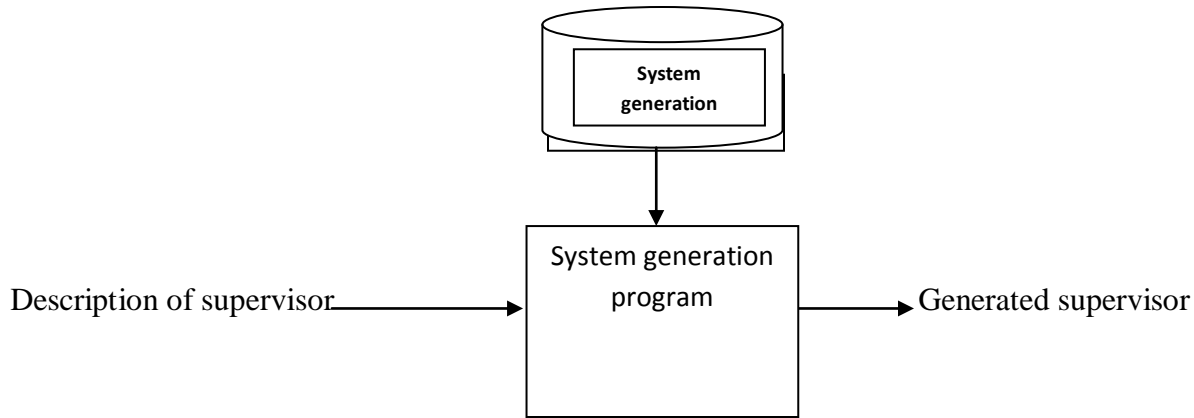 System
generation
System generation
program
Description of supervisor
Generated supervisor